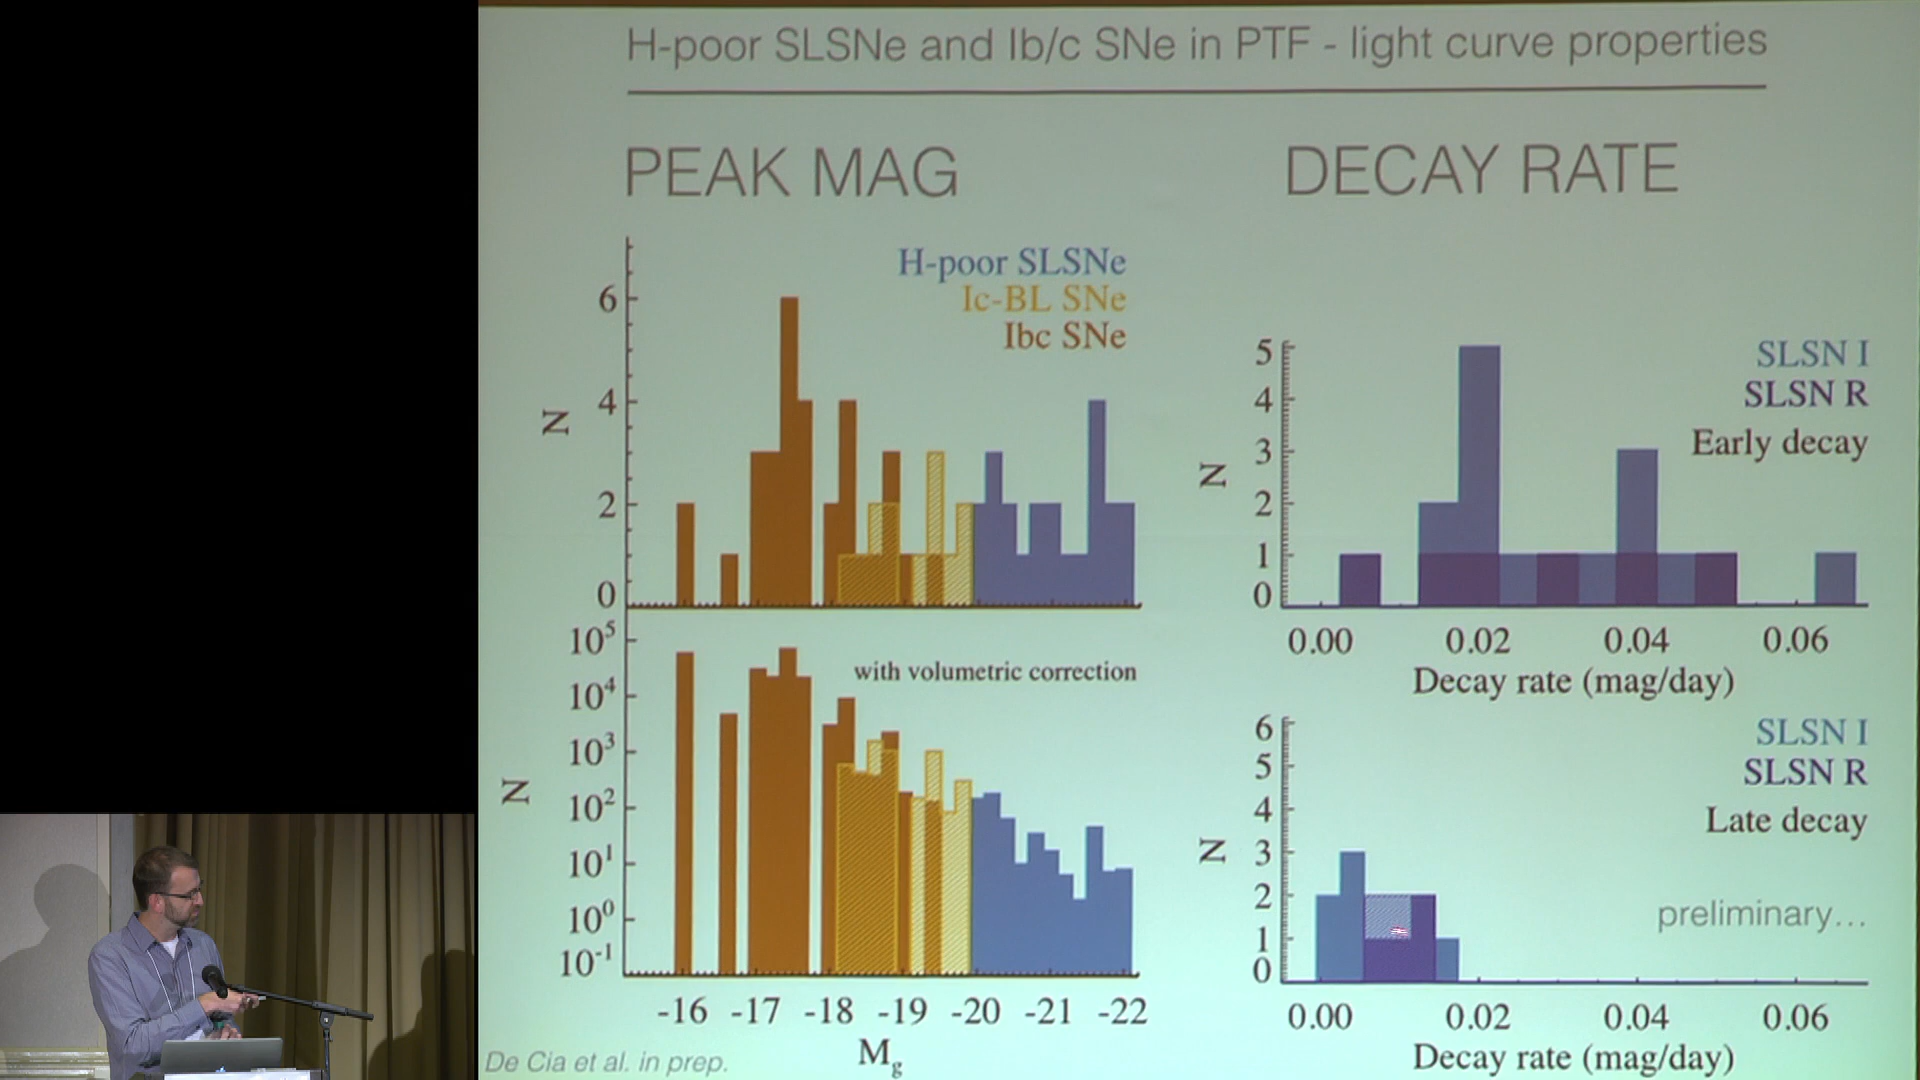 H-poor SLSNe and Ib/c SNe in PTF - light curve properties
PEAK MAG
H-poor SLSNe
Ic-BL SNe
Ibc SNe
N
6
4
2
0
with volumetric correction
N
10⁵
10⁴
10³
10²
10¹
10⁰
10⁻¹
-16 -17 -18 -19 -20 -21 -22
Mg
De Cia et al. in prep.
DECAY RATE
SLSN I
SLSN R
Early decay
N
5
4
3
2
1
0
0.00 0.02 0.04 0.06
Decay rate (mag/day)
SLSN I
SLSN R
Late decay
preliminary...
N
6
5
4
3
2
1
0
0.00 0.02 0.04 0.06
Decay rate (mag/day)